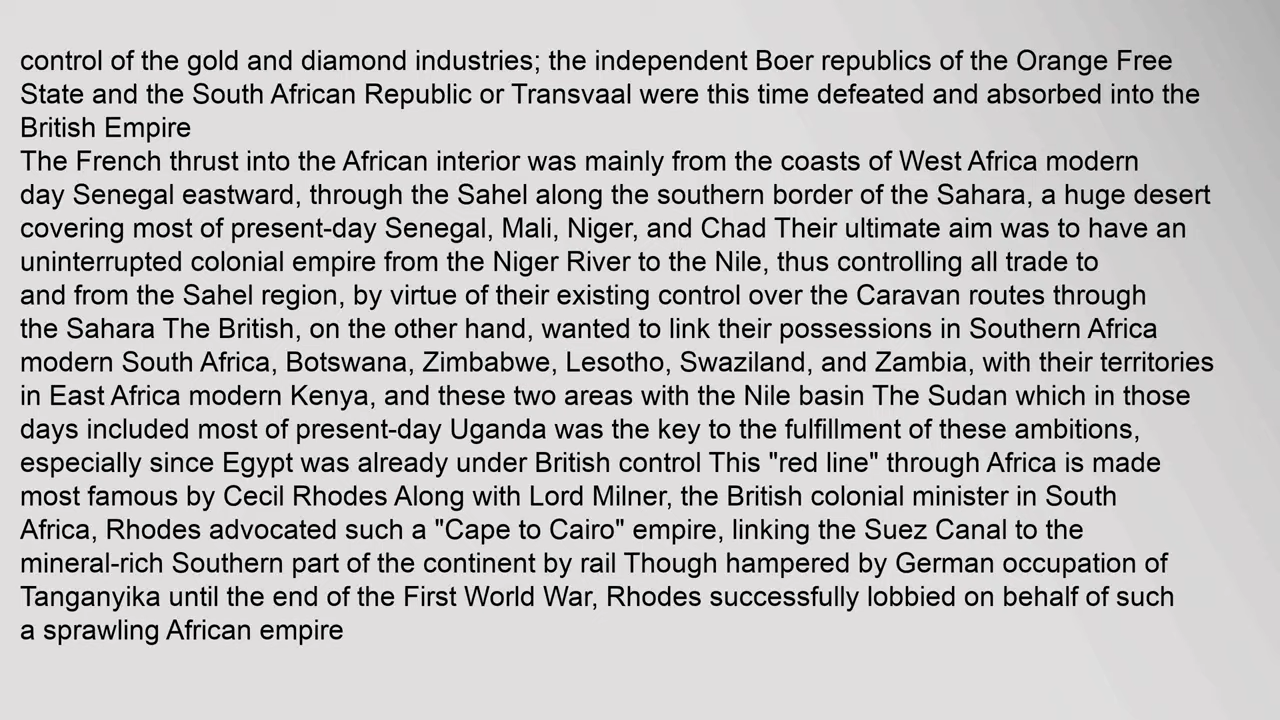 control of the gold and diamond industries; the independent Boer republics of the Orange Free
State and the South African Republic or Transvaal were this time defeated and absorbed into the
British Empire
The French thrust into the African interior was mainly from the coasts of West Africa modern
day Senegal eastward, through the Sahel along the southern border of the Sahara, a huge desert
covering most of present-day Senegal, Mali, Niger, and Chad Their ultimate aim was to have an
uninterrupted colonial empire from the Niger River to the Nile, thus controlling all trade to
and from the Sahel region, by virtue of their existing control over the Caravan routes through
the Sahara The British, on the other hand, wanted to link their possessions in Southern Africa
modern South Africa, Botswana, Zimbabwe, Lesotho, Swaziland, and Zambia, with their territories
in East Africa modern Kenya, and these two areas with the Nile basin The Sudan which in those
days included most of present-day Uganda was the key to the fulfillment of these ambitions,
especially since Egypt was already under British control This "red line" through Africa is made
most famous by Cecil Rhodes Along with Lord Milner, the British colonial minister in South
Africa, Rhodes advocated such a "Cape to Cairo" empire, linking the Suez Canal to the
mineral-rich Southern part of the continent by rail Though hampered by German occupation of
Tanganyika until the end of the First World War, Rhodes successfully lobbied on behalf of such
a sprawling African empire